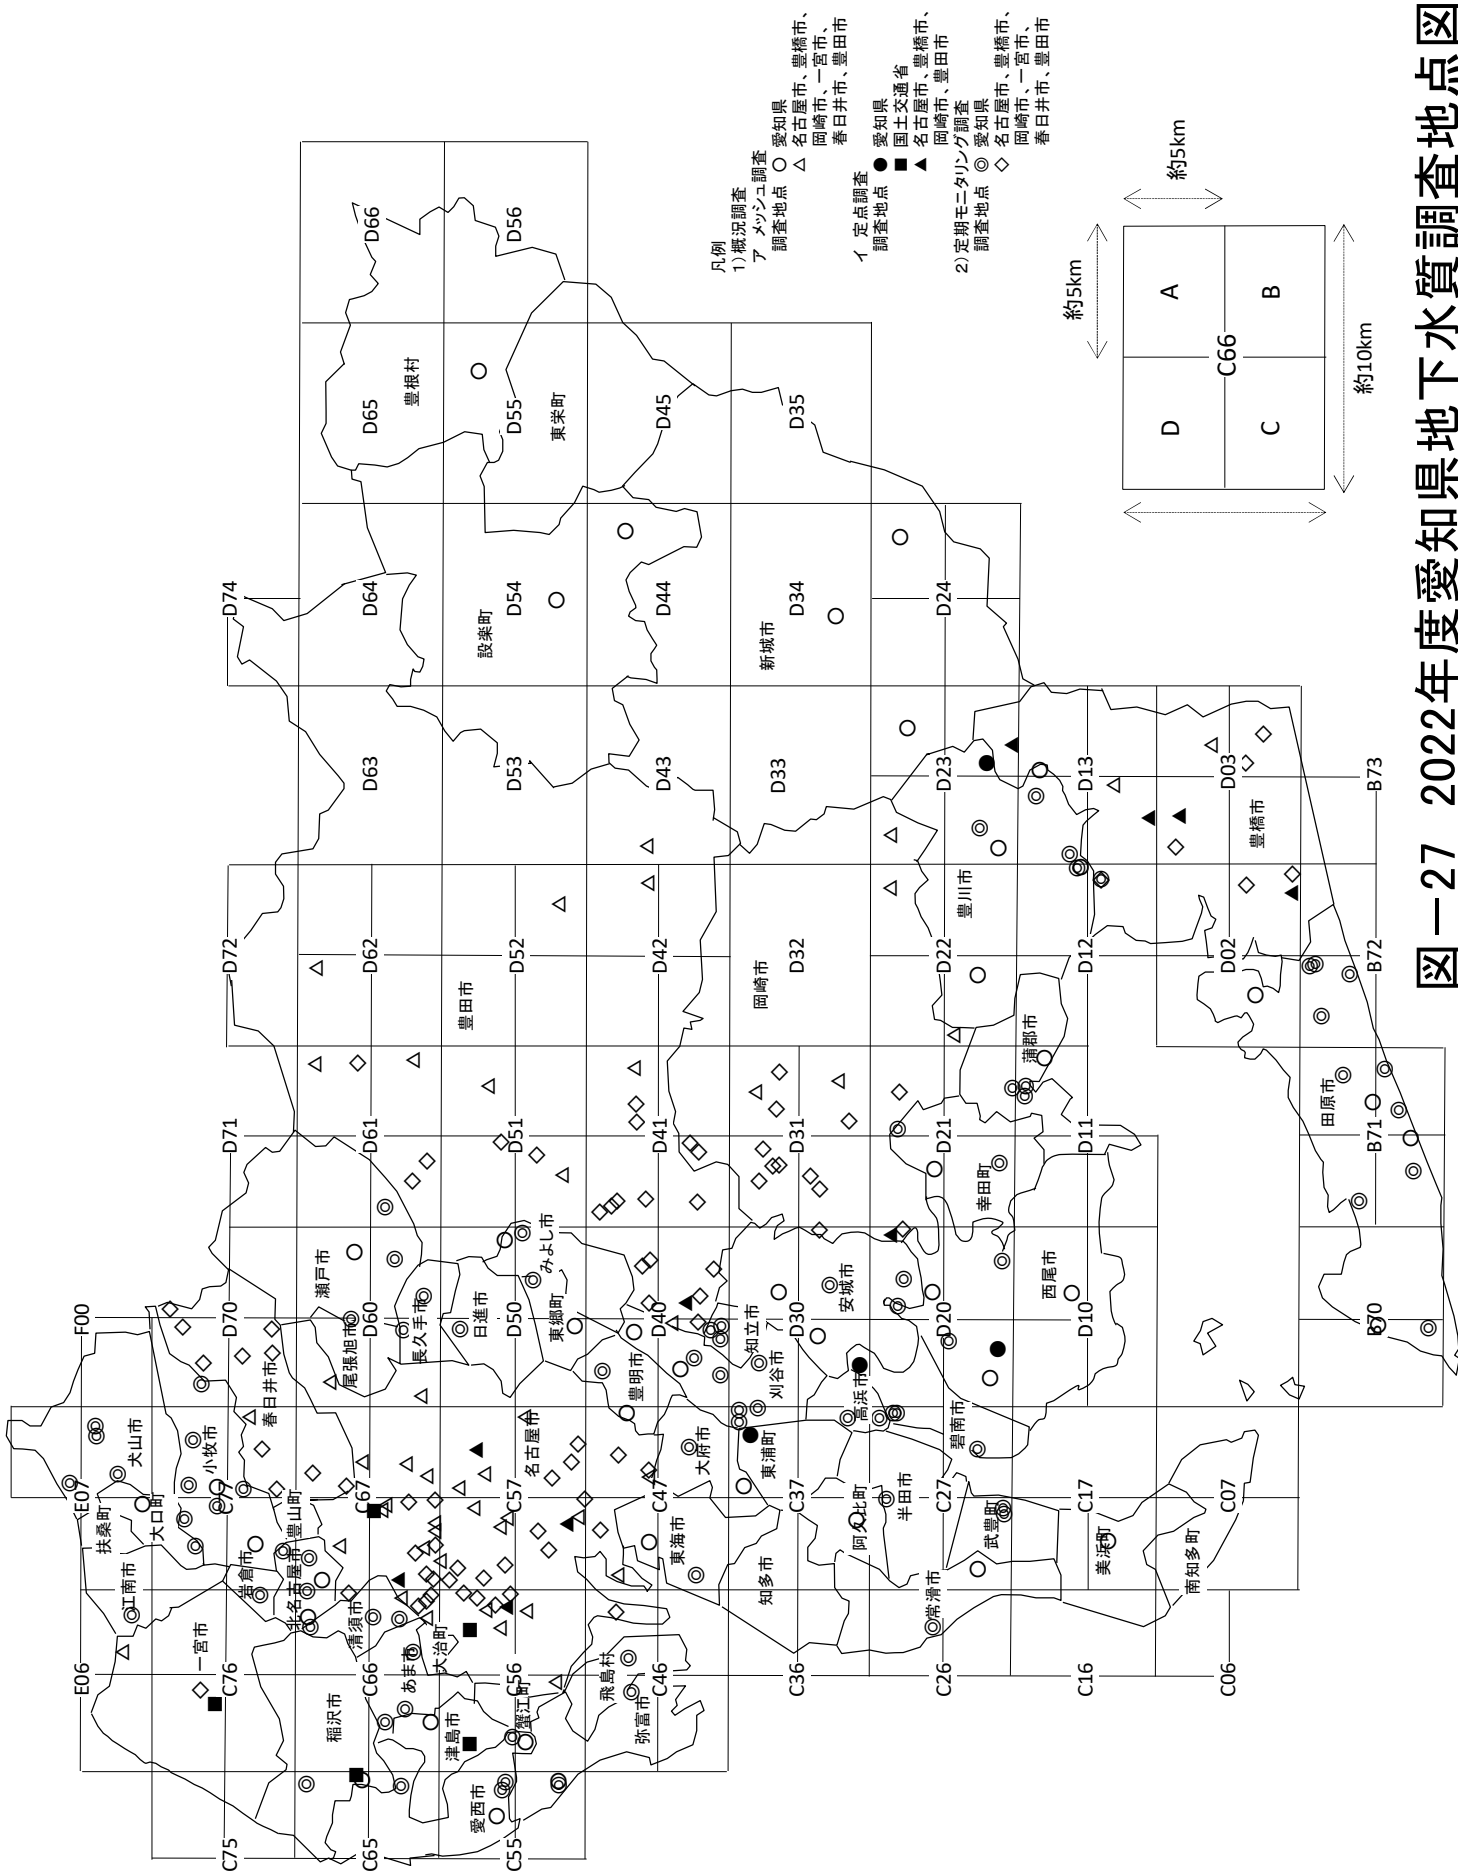 F00
E06
E07
D70
D71
D72
D74
C75
C76
C77
C65
C66
C67
D60
D61
D62
D63
D64
D65
D66
C55
C56
C57
D50
D51
D52
D53
D54
D55
D56
C46
C47
D40
D41
D42
D43
D44
D45
C36
C37
D30
D31
D32
D33
D34
D35
C26
C27
D20
D21
D22
D23
D24
C16
C17
D10
D11
D12
D13
C06
C07
D02
D03
B70
B71
B72
B73
犬山市
扶桑町
大口町
江南市
小牧市
一宮市
岩倉市
春日井市
豊山町
北名古屋市
瀬戸市
尾張旭市
稲沢市
清須市
あま市
長久手市
大治町
津島市
日進市
愛西市
名古屋市
みよし市
東郷町
蟹江町
飛島村
弥富市
豊明市
豊田市
豊根村
東栄町
設楽町
東海市
大府市
知立市
刈谷市
東浦町
知多市
岡崎市
新城市
安城市
高浜市
阿久比町
半田市
碧南市
常滑市
武豊町
幸田町
西尾市
豊川市
蒲郡市
美浜町
南知多町
豊橋市
田原市
凡例
1)概況調査
ア メッシュ調査
調査地点 ○ 愛知県
△ 名古屋市、豊橋市、
岡崎市、一宮市、
春日井市、豊田市
イ 定点調査
調査地点 ● 愛知県
■ 国土交通省
▲ 名古屋市、豊橋市、
岡崎市、豊田市
2)定期モニタリング調査
調査地点 ◎ 愛知県
◇ 名古屋市、豊橋市、
岡崎市、一宮市、
春日井市、豊田市
約5km
約5km
D
A
C66
C
B
約10km
図－27 2022年度愛知県地下水質調査地点図